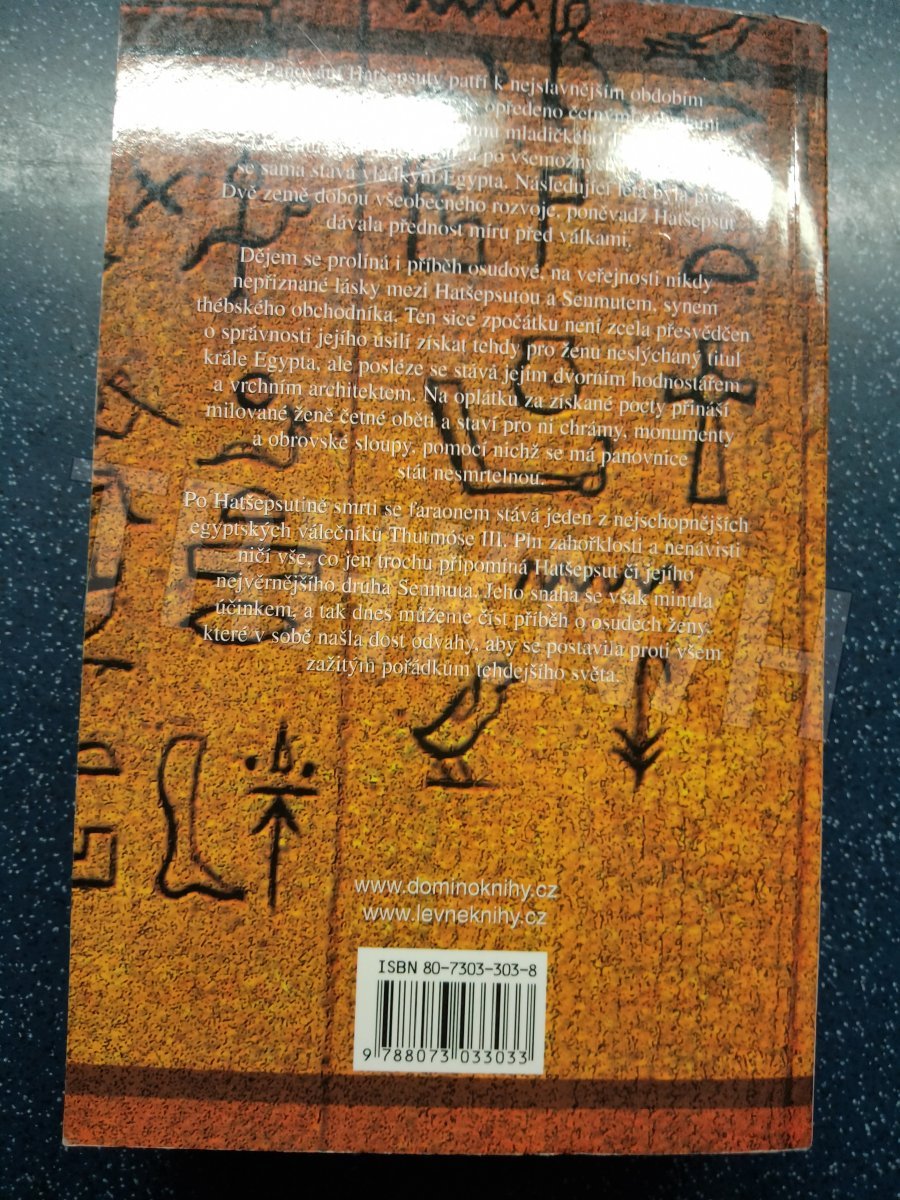 Panování Hatšepsuty patří k nejslavnějším obdobím
opředeno četnými záhadami
mladičkého
a po všemožných
se sama stává vládkyní Egypta. Následující léta byla pro
Dvě země dobou všeobecného rozvoje, poněvadž Hatšepsut
dávala přednost míru před válkami.
Dějem se prolíná i příběh osudové, na veřejnosti nikdy
nepřiznané lásky mezi Hatšepsutou a Senmutem, synem
thébského obchodníka. Ten sice zpočátku není zcela přesvědčen
o správnosti jejího úsilí získat tehdy pro ženu neslýchaný titul
krále Egypta, ale posléze se stává jejím dvorním hodnostářem
a vrchním architektem. Na oplátku za získané pocty přináší
milované ženě četné oběti a staví pro ni chrámy, monumenty
a obrovské sloupy, pomocí nichž se má panovnice
stát nesmrtelnou.
Po Hatšepsutině smrti se faraonem stává jeden z nejschopnějších
egyptských válečníků Thutmóse III. Pln zahořklosti a nenávisti
ničí vše, co jen trochu připomíná Hatšepsut či jejího
nejvěrnějšího druha Senmuta. Jeho snaha se však minula
účinkem, a tak dnes můžeme číst příběh o osudech ženy,
které v sobě našla dost odvahy, aby se postavila proti všem
zažitým pořádkům tehdejšího světa.
www.dominoknihy.cz
www.levneknihy.cz
ISBN 80-7303-303-8
9 788073 033033